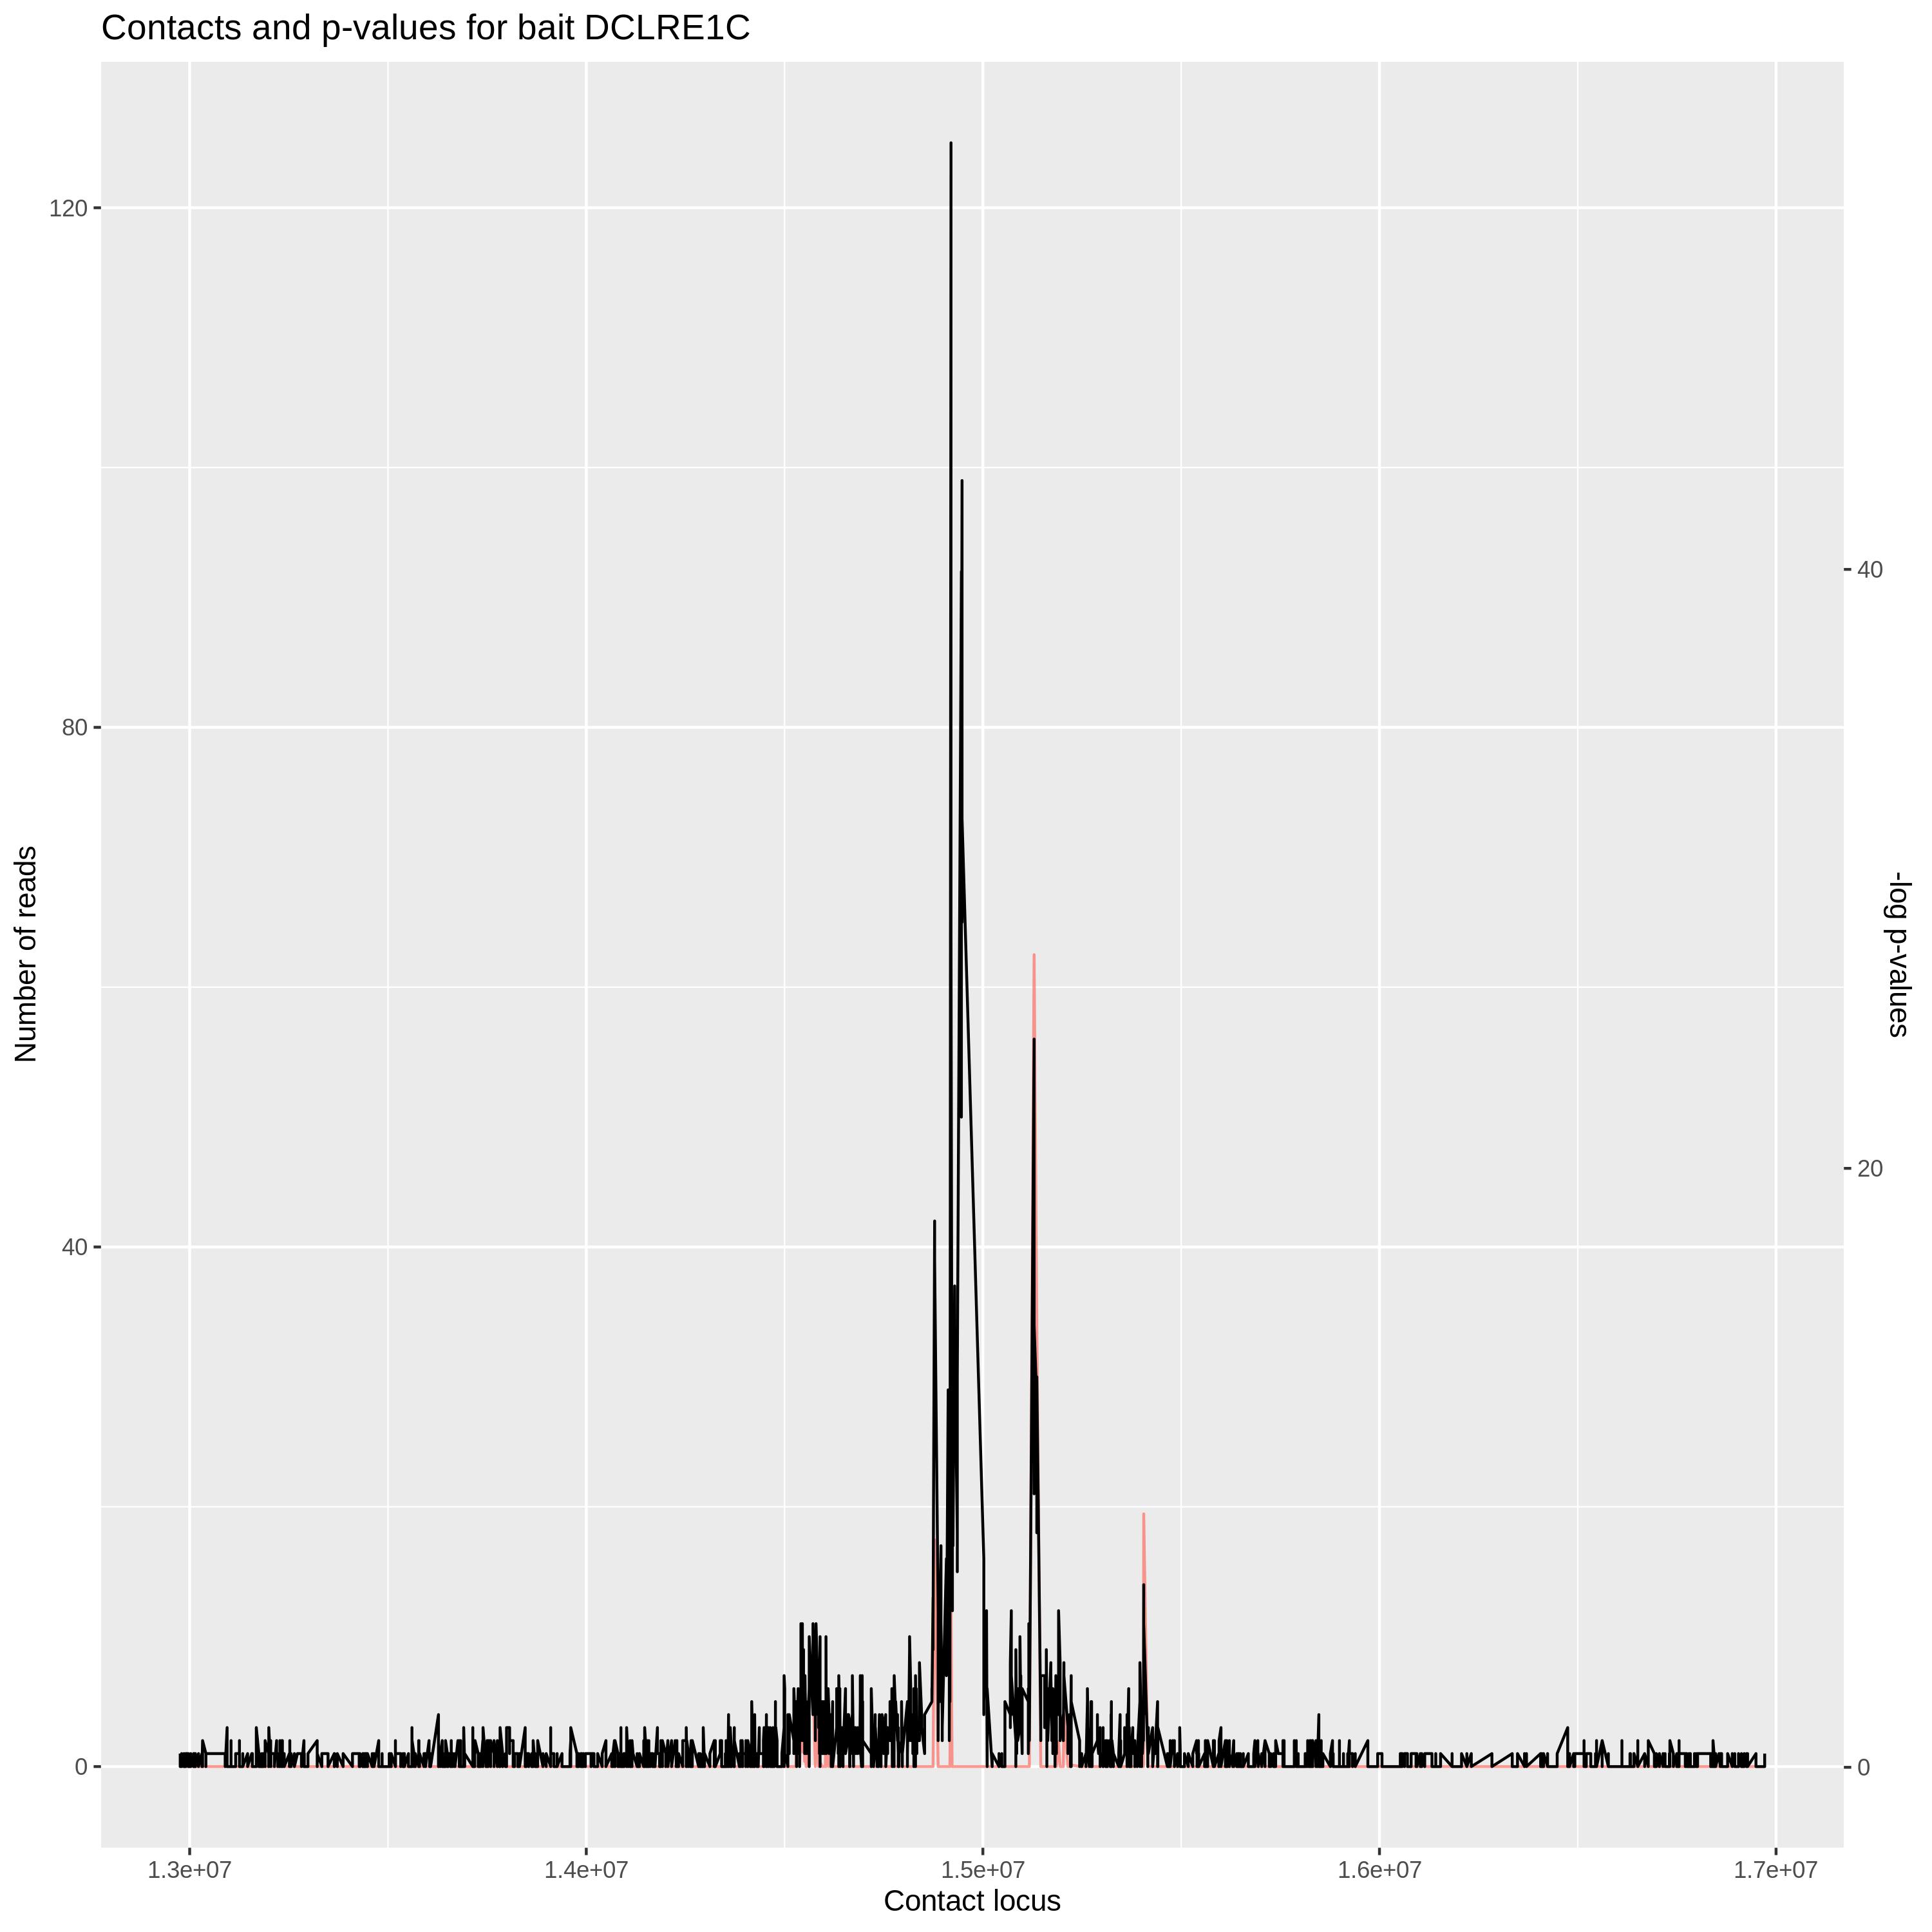 Contacts and p-values for bait DCLRE1C
120
80
40
0
Number of reads
40
20
0
-log p-values
1.3e+07
1.4e+07
1.5e+07
1.6e+07
1.7e+07
Contact locus